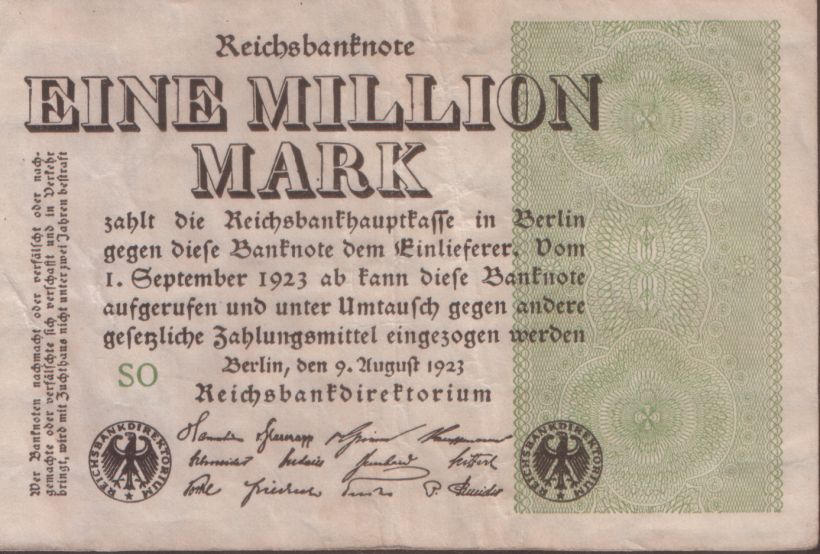 Reichsbanknote
EINE MILLION
MARK
zahlt die Reichsbankhauptkasse in Berlin
gegen diese Banknote dem Einlieferer. Vom
1. September 1923 ab kann diese Banknote
aufgerufen und unter Umtausch gegen andere
gesetzliche Zahlungsmittel eingezogen werden
Berlin, den 9. August 1923
SO
Reichsbankdirektorium
Wer Banknoten nachmacht oder verfälscht oder nach-
gemachte oder verfälschte sich verschafft und in Verkehr
bringt, wird mit Zuchthaus nicht unter zwei Jahren bestraft
REICHSBANKDIREKTORIUM
REICHSBANKDIREKTORIUM